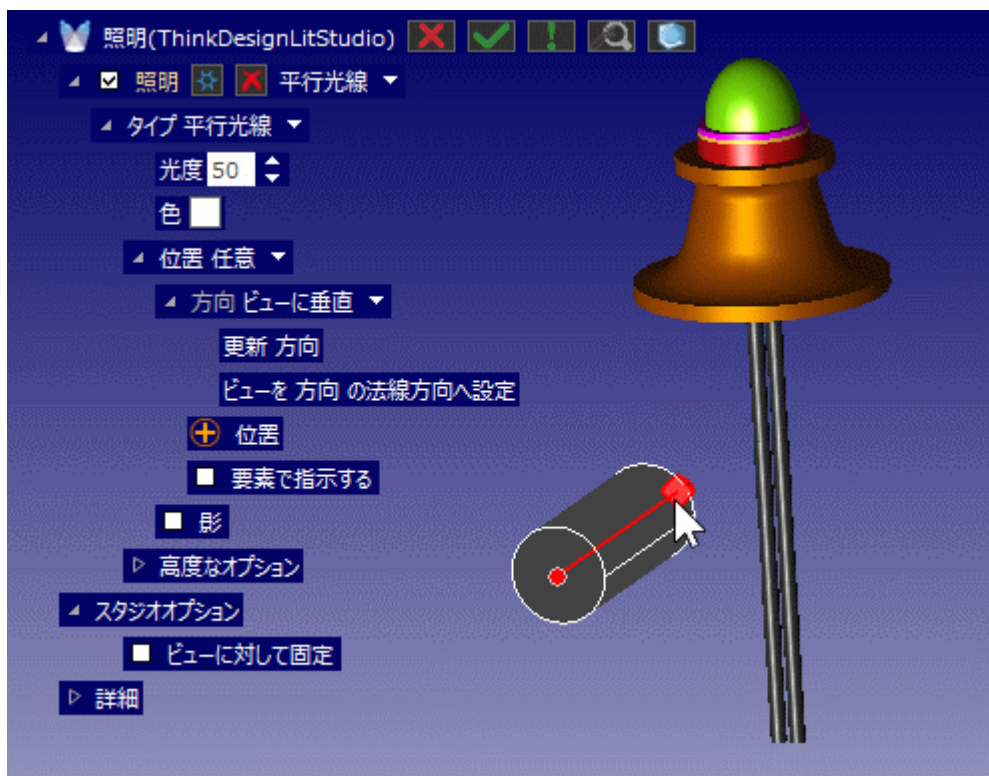 照明(ThinkDesignLitStudio)
照明 平行光線
タイプ 平行光線
光度 50
色
位置 任意
方向 ビューに垂直
更新 方向
ビューを 方向 の法線方向へ設定
位置
要素で指示する
影
高度なオプション
スタジオオプション
ビューに対して固定
詳細